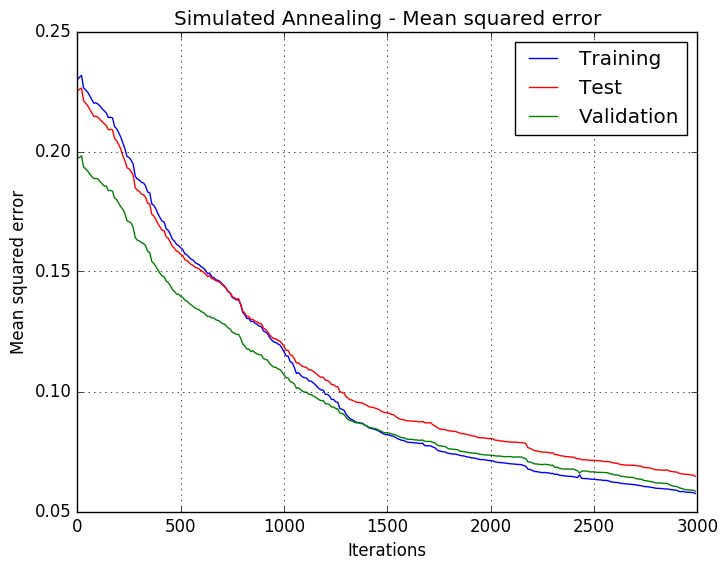 Simulated Annealing - Mean squared error
0.25
0.20
0.15
0.10
0.05
Mean squared error
Training
Test
Validation
0
500
1000
1500
2000
2500
3000
Iterations